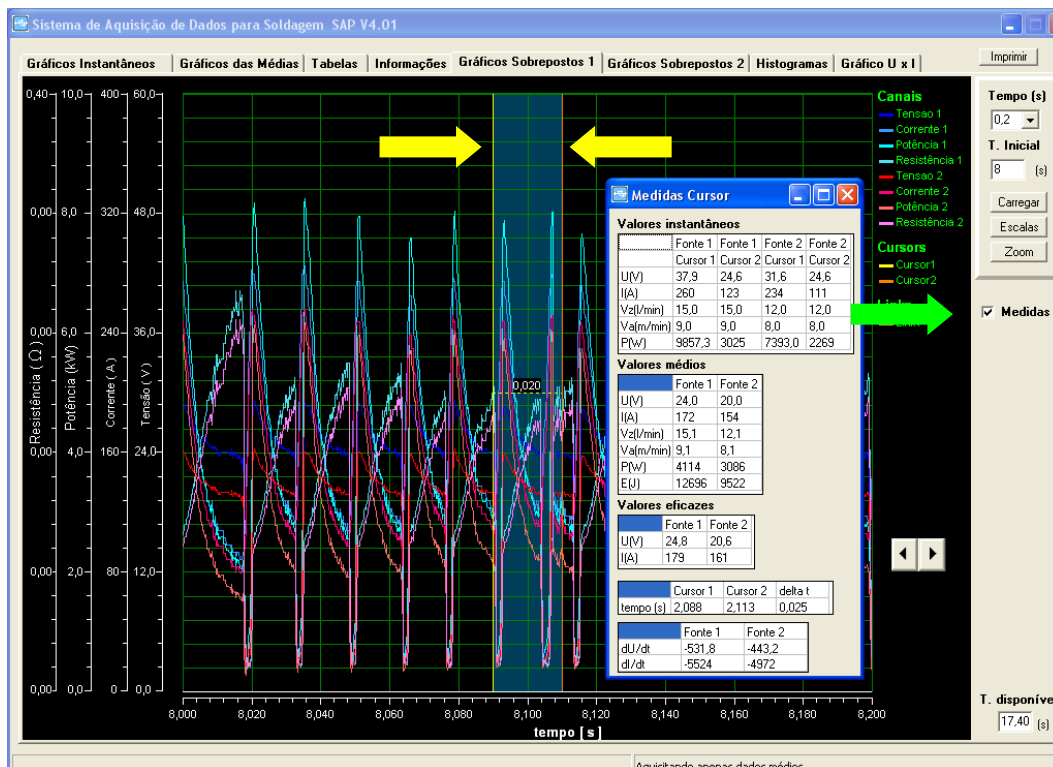 Sistema de Aquisição de Dados para Soldagem SAP V4.01
Gráficos Instantâneos Gráficos das Médias Tabelas Informações Gráficos Sobrepostos 1 Gráficos Sobrepostos 2 Histogramas Gráfico U x I
Imprimir
0,40 10,0 400 60,0
0,00 8,0 320 48,0
0,00 6,0 240 36,0
0,00 4,0 160 24,0
0,00 2,0 80 12,0
0,00 0,0 0 0,0
Resistência ( Ω )
Potência (kW)
Corrente ( A )
Tensão ( V )
0,020
8,000 8,020 8,040 8,060 8,080 8,100 8,120 8,140 8,160 8,180 8,200
tempo [ s ]
Canais
Tensao 1
Corrente 1
Potência 1
Resistência 1
Tensao 2
Corrente 2
Potência 2
Resistência 2
Cursors
Cursor1
Cursor2
Medidas Cursor
Valores instantâneos
Fonte 1 Fonte 1 Fonte 2 Fonte 2
Cursor 1 Cursor 2 Cursor 1 Cursor 2
U(V) 37,9 24,6 31,6 24,6
I(A) 260 123 234 111
Vz(l/min) 15,0 15,0 12,0 12,0
Va(m/min) 9,0 9,0 8,0 8,0
P(W) 9857,3 3025 7393,0 2269
Valores médios
Fonte 1 Fonte 2
U(V) 24,0 20,0
I(A) 172 154
Vz(l/min) 15,1 12,1
Va(m/min) 9,1 8,1
P(W) 4114 3086
E(J) 12696 9522
Valores eficazes
Fonte 1 Fonte 2
U(V) 24,8 20,6
I(A) 179 161
Cursor 1 Cursor 2 delta t
tempo (s) 2,088 2,113 0,025
Fonte 1 Fonte 2
dU/dt -531,8 -443,2
dI/dt -5524 -4972
Tempo (s)
0,2
T. Inicial
8 (s)
Carregar
Escalas
Zoom
Medidas
T. disponíve
17,40 (s)
Aquisitando apenas dados médios